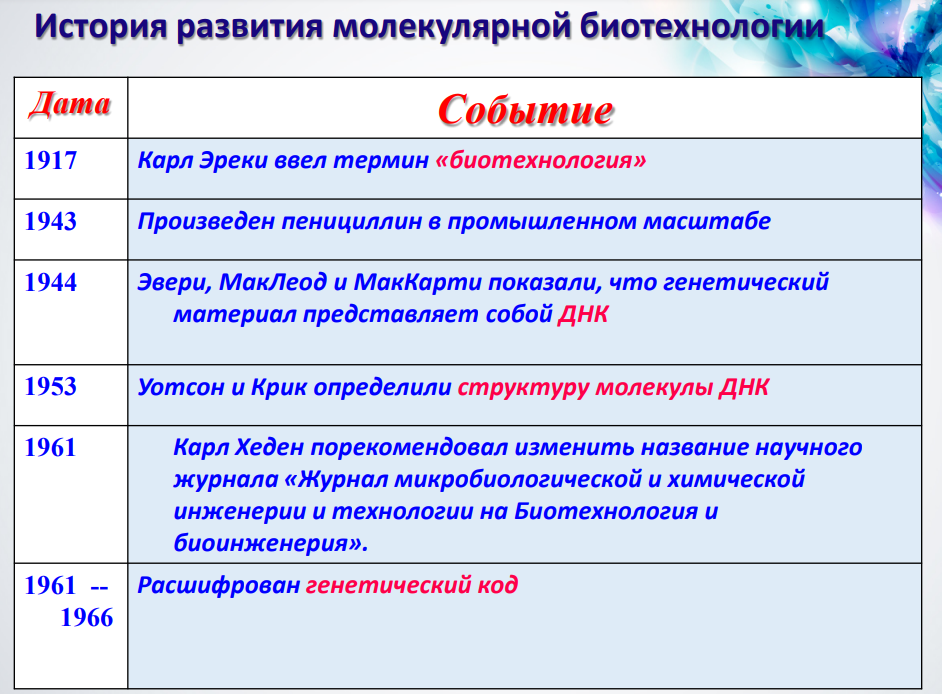 История развития молекулярной биотехнологии
Дата
Событие
1917
Карл Эреки ввел термин «биотехнология»
1943
Произведен пенициллин в промышленном масштабе
1944
Эвери, МакЛеод и МакКарти показали, что генетический
материал представляет собой ДНК
1953
Уотсон и Крик определили структуру молекулы ДНК
1961
Карл Хеден порекомендовал изменить название научного
журнала «Журнал микробиологической и химической
инженерии и технологии на Биотехнология и
биоинженерия».
1961 --
1966
Расшифрован генетический код